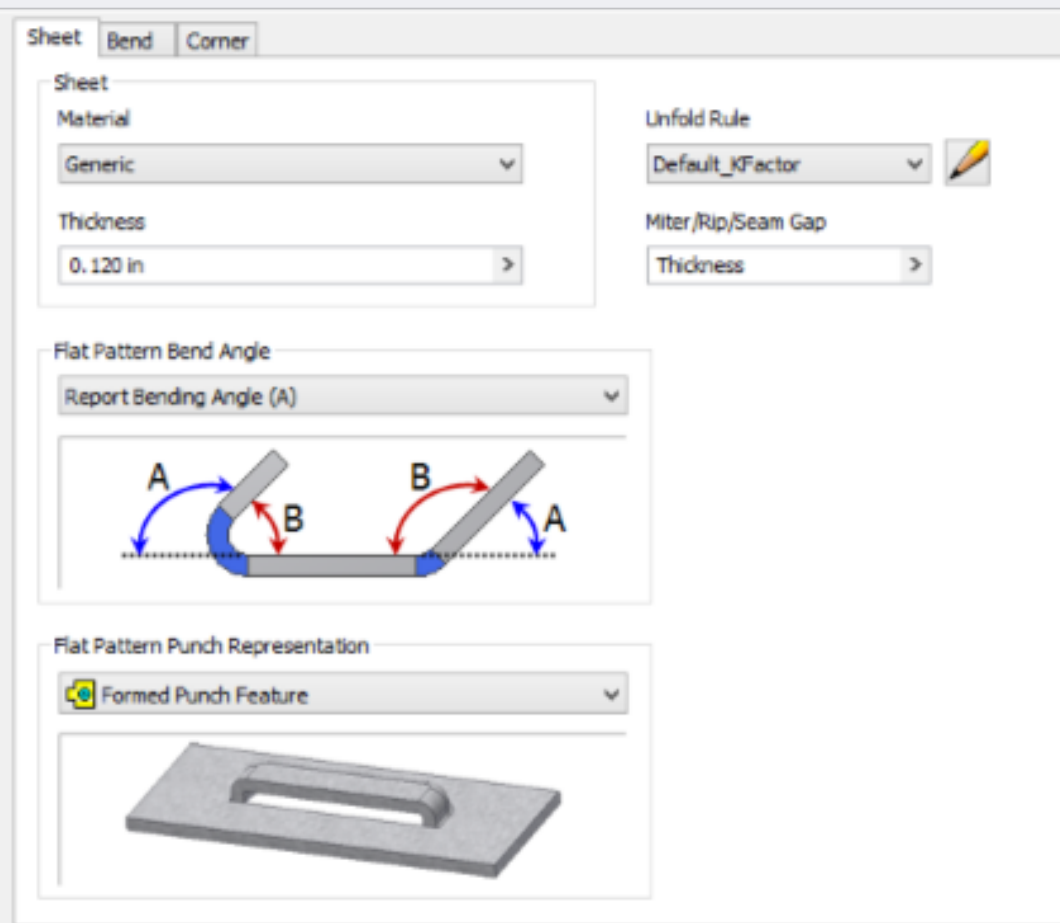 Sheet Bend Corner
Sheet
Material
Generic
Thickness
0.120 in
Unfold Rule
Default_KFactor
Miter/Rip/Seam Gap
Thickness
Flat Pattern Bend Angle
Report Bending Angle (A)
A B B A
Flat Pattern Punch Representation
Formed Punch Feature